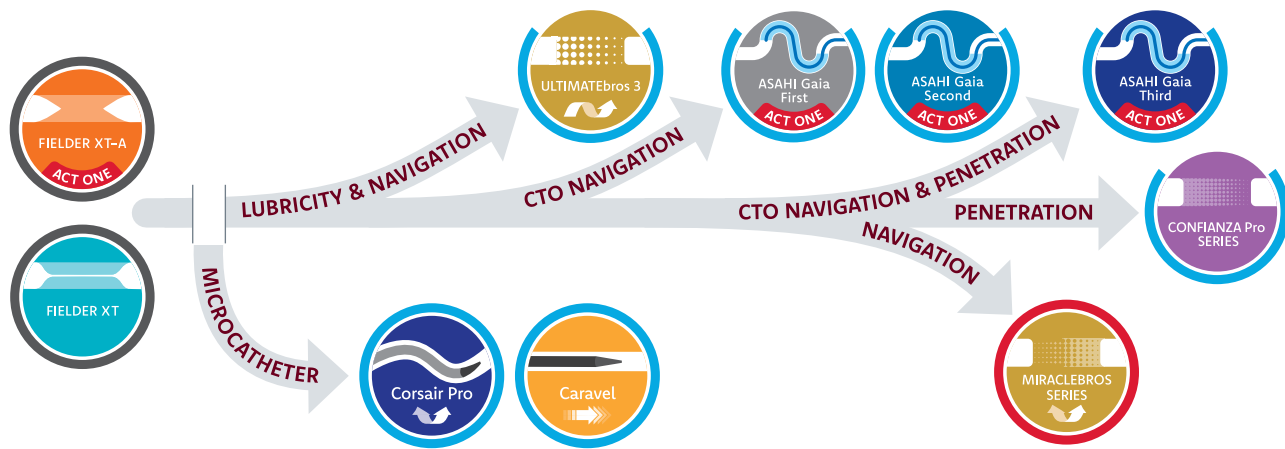 FIELDER XT–A
ACT ONE
FIELDER XT
LUBRICITY & NAVIGATION
ULTIMATEbros 3
CTO NAVIGATION
ASAHI Gaia
First
ACT ONE
ASAHI Gaia
Second
ACT ONE
CTO NAVIGATION & PENETRATION
ASAHI Gaia
Third
ACT ONE
PENETRATION
CONFIANZA Pro
SERIES
NAVIGATION
MIRACLEBROS
SERIES
MICROCATHETER
Corsair Pro
Caravel